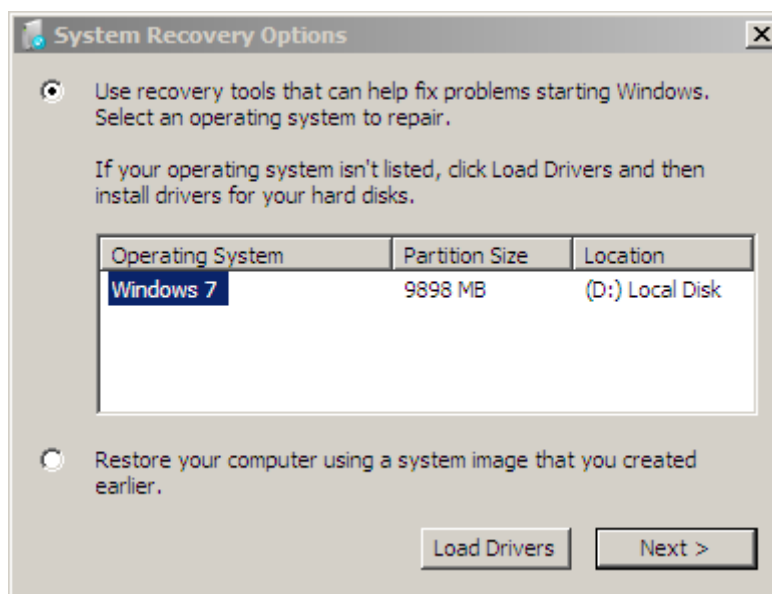 System Recovery Options
Use recovery tools that can help fix problems starting Windows.
Select an operating system to repair.
If your operating system isn't listed, click Load Drivers and then
install drivers for your hard disks.
Operating System Partition Size Location
Windows 7 9898 MB (D:) Local Disk
Restore your computer using a system image that you created
earlier.
Load Drivers Next >